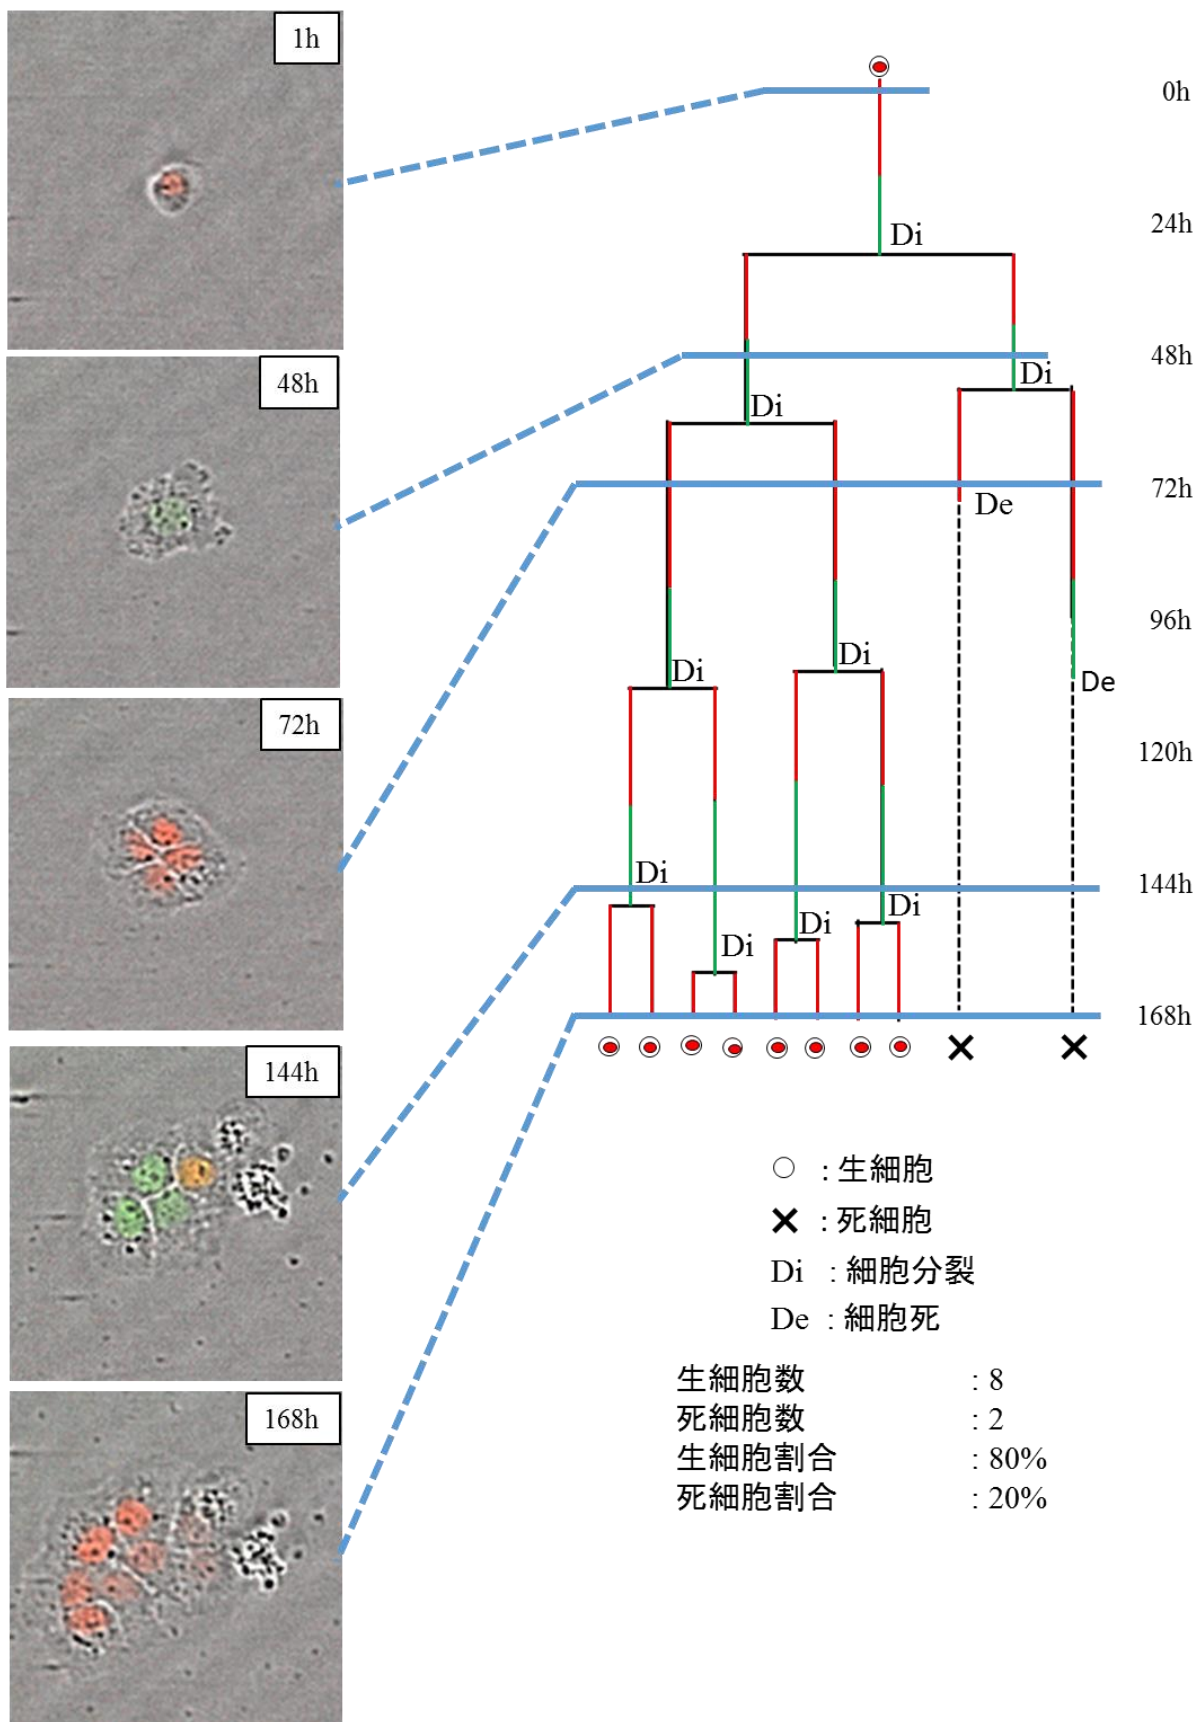 1h
48h
72h
144h
168h
0h
24h
Di
48h
Di
Di
72h
De
96h
Di
Di
De
120h
144h
Di
Di
Di
Di
168h
: 生細胞
: 死細胞
Di : 細胞分裂
De : 細胞死
生細胞数 : 8
死細胞数 : 2
生細胞割合 : 80%
死細胞割合 : 20%